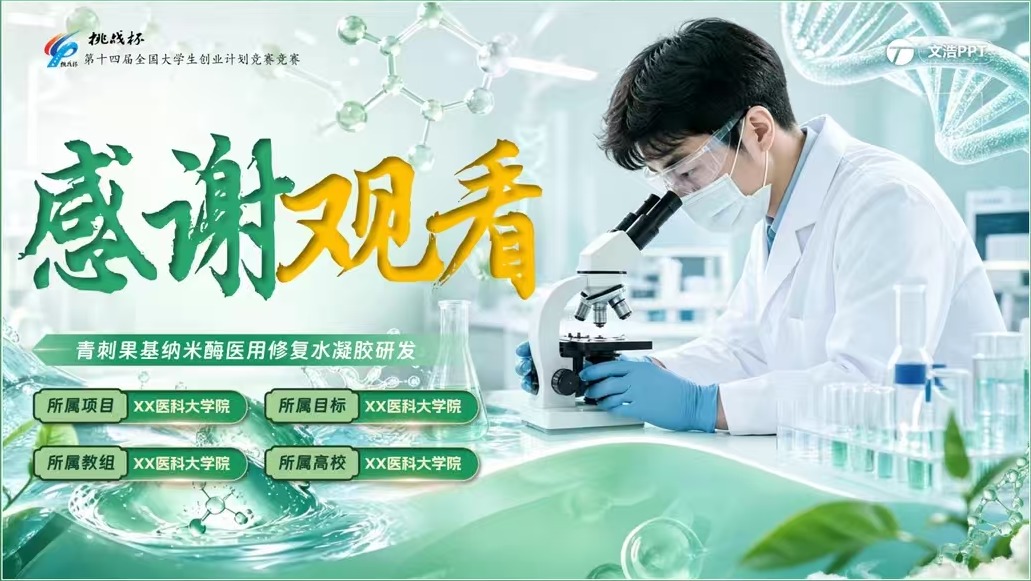 挑战杯
挑战杯
第十四届全国大学生创业计划竞赛竞赛
文浩PPT
感谢观看
青刺果基纳米酶医用修复水凝胶研发
所属项目 XX医科大学院
所属目标 XX医科大学院
所属教组 XX医科大学院
所属高校 XX医科大学院